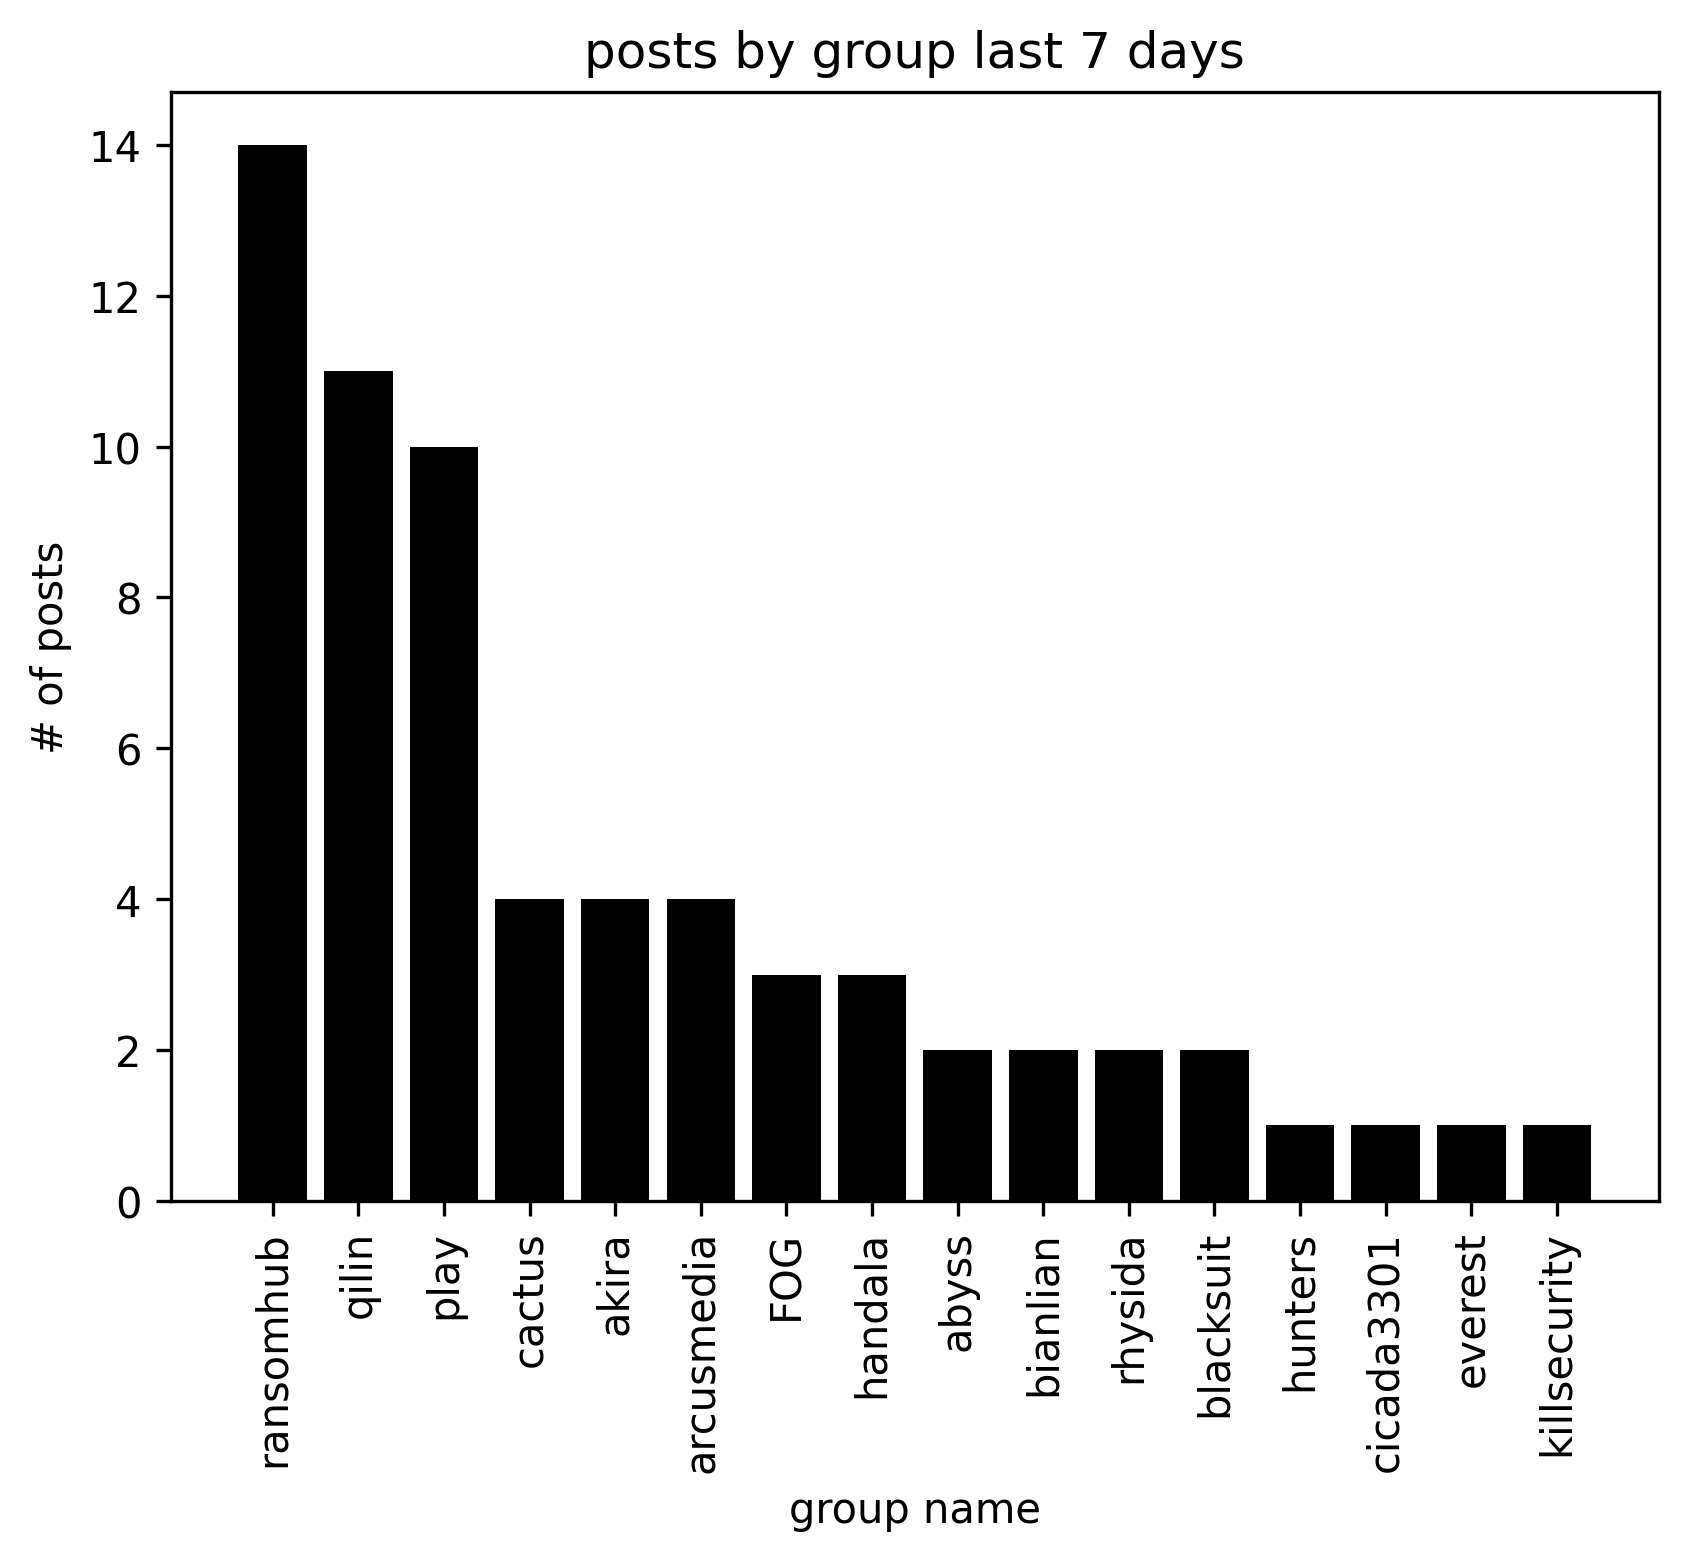 posts by group last 7 days
# of posts
14
12
10
8
6
4
2
0
ransomhub
qilin
play
cactus
akira
arcusmedia
FOG
handala
abyss
bianlian
rhysida
blacksuit
hunters
cicada3301
everest
killsecurity
group name